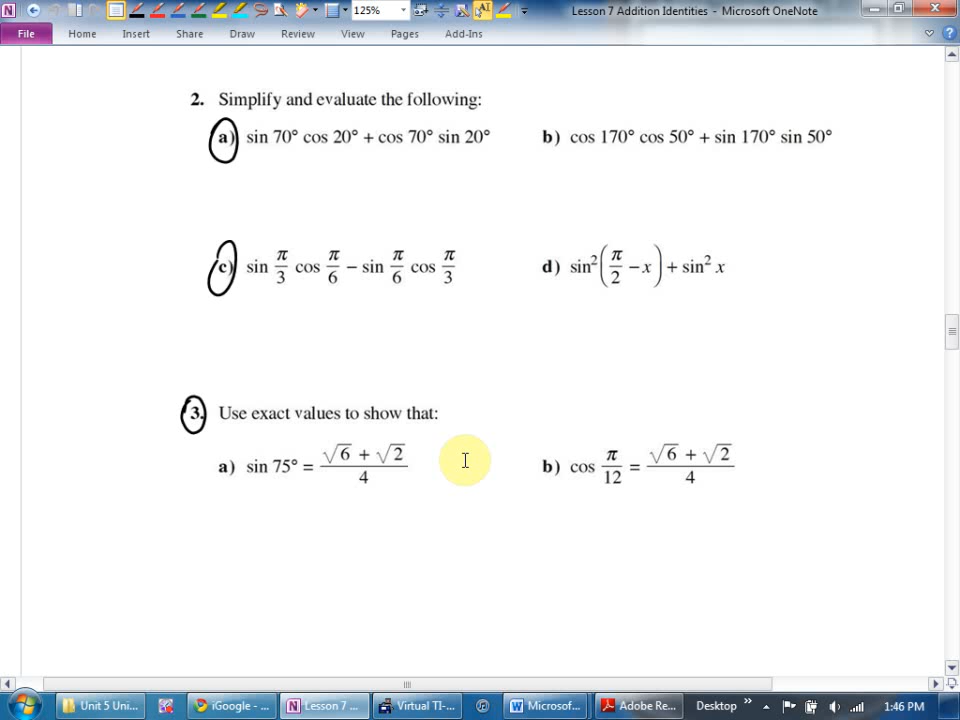 125%
Lesson 7 Addition Identities - Microsoft OneNote
File Home Insert Share Draw Review View Pages Add-Ins
2. Simplify and evaluate the following:
a) sin 70° cos 20° + cos 70° sin 20° b) cos 170° cos 50° + sin 170° sin 50°
c) sin π/3 cos π/6 − sin π/6 cos π/3 d) sin²(π/2 − x) + sin² x
3. Use exact values to show that:
a) sin 75° = (√6 + √2)/4 b) cos π/12 = (√6 + √2)/4
Unit 5 Uni... iGoogle - ... Lesson 7 ... Virtual TI-... Microsof... Adobe Re... Desktop » 1:46 PM